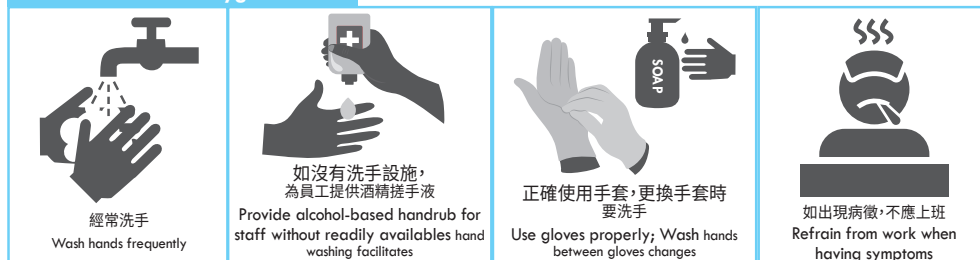 經常洗手
Wash hands frequently
如沒有洗手設施，
為員工提供酒精搓手液
Provide alcohol-based handrub for
staff without readily availables hand
washing facilitates
SOAP
正確使用手套，更換手套時
要洗手
Use gloves properly; Wash hands
between gloves changes
如出現病徵，不應上班
Refrain from work when
having symptoms